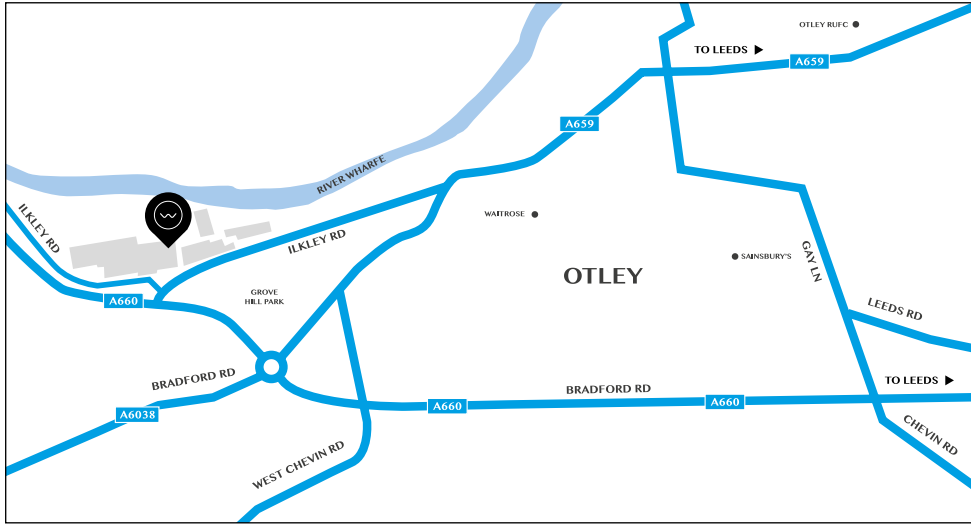 OTLEY RUFC
TO LEEDS
A659
A659
RIVER WHARFE
WAITROSE
ILKLEY RD
ILKLEY RD
GAY LN
SAINSBURY'S
OTLEY
GROVE
HILL PARK
A660
LEEDS RD
BRADFORD RD
TO LEEDS
BRADFORD RD
A660
A660
A6038
CHEVIN RD
WEST CHEVIN RD